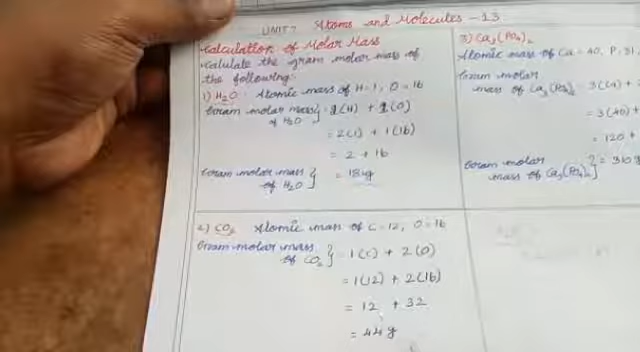 UNIT 7 Atoms and Molecules - 13
Calculation of Molar Mass
Calulate the gram molar mass of
the following:
1) H₂O : Atomic mass of H=1, O=16
Gram molar mass of H₂O } = 2(H) + 1(O)
= 2(1) + 1(16)
= 2 + 16
Gram molar mass of H₂O } = 18g
2) CO₂ Atomic mass of C=12, O=16
Gram molar mass of CO₂ } = 1(C) + 2(O)
= 1(12) + 2(16)
= 12 + 32
= 44 g
3) Ca₃(PO₄)₂
Atomic mass of Ca = 40, P=31,
Gram molar
mass of Ca₃(PO₄)₂ = 3(Ca) +
= 3(40) +
= 120 +
Gram molar mass of Ca₃(PO₄)₂ } = 310g